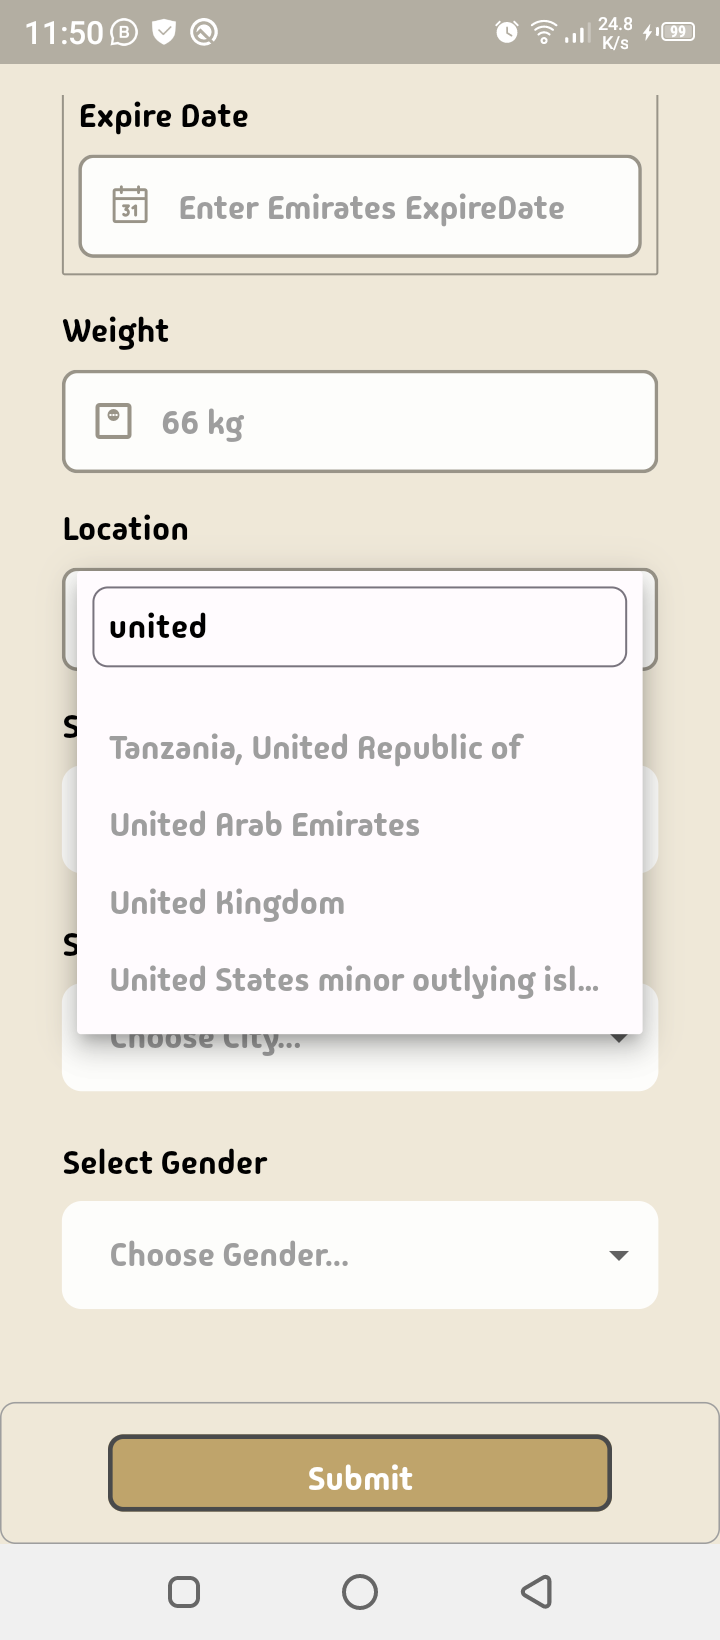 11:50
24.8
K/s
99
Expire Date
31
Enter Emirates ExpireDate
Weight
66 kg
Location
united
S
Tanzania, United Republic of
United Arab Emirates
United Kingdom
S
United States minor outlying isl...
Choose City...
Select Gender
Choose Gender...
Submit